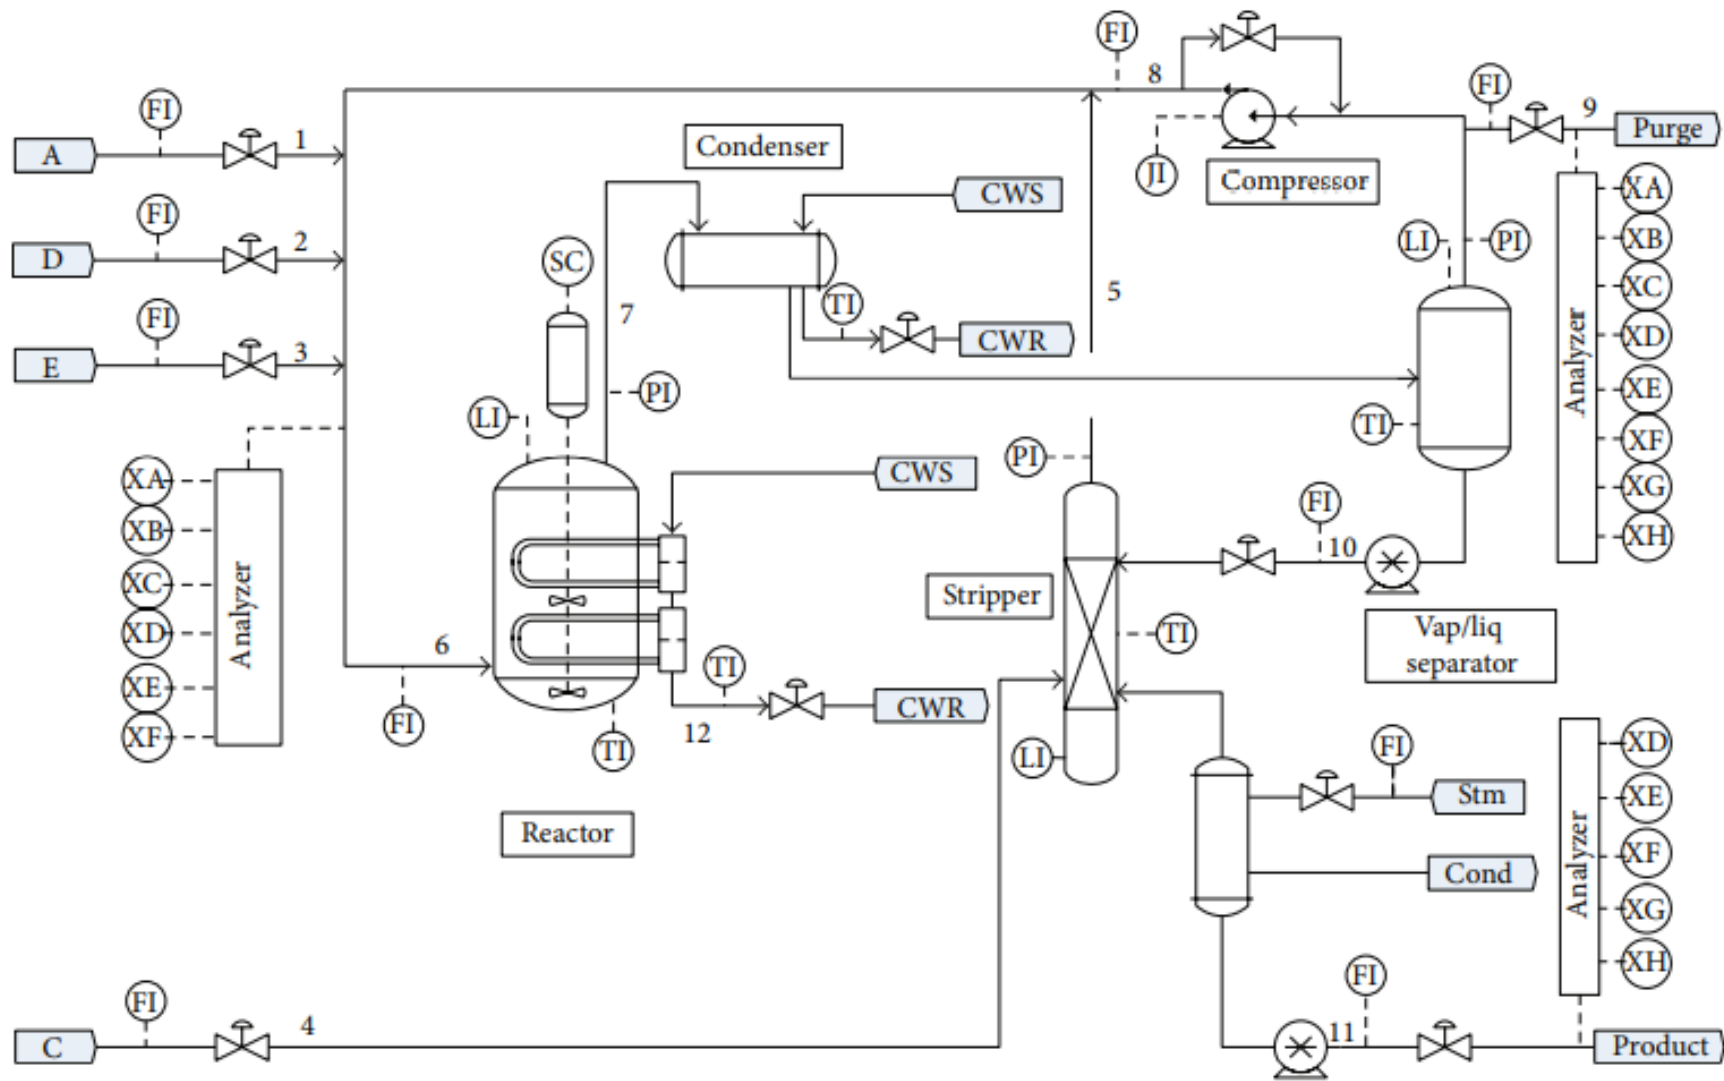 FI
8
FI
9
Purge
FI
1
A
Condenser
JI
Compressor
CWS
XA
FI
2
D
SC
LI
PI
XB
7
5
TI
CWR
XC
FI
3
E
XD
Analyzer
PI
LI
XE
TI
XF
PI
CWS
XA
XG
FI
XB
10
XH
Analyzer
XC
Stripper
XD
TI
Vap/liq
separator
6
TI
XE
CWR
FI
12
XF
TI
LI
FI
XD
Stm
XE
Reactor
Analyzer
XF
Cond
XG
XH
FI
FI
4
C
11
Product